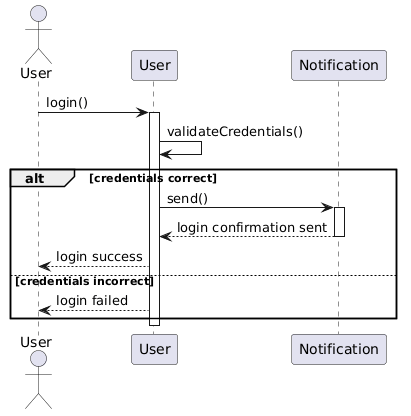 User
User
Notification
login()
validateCredentials()
alt [credentials correct]
send()
login confirmation sent
login success
[credentials incorrect]
login failed
User
User
Notification